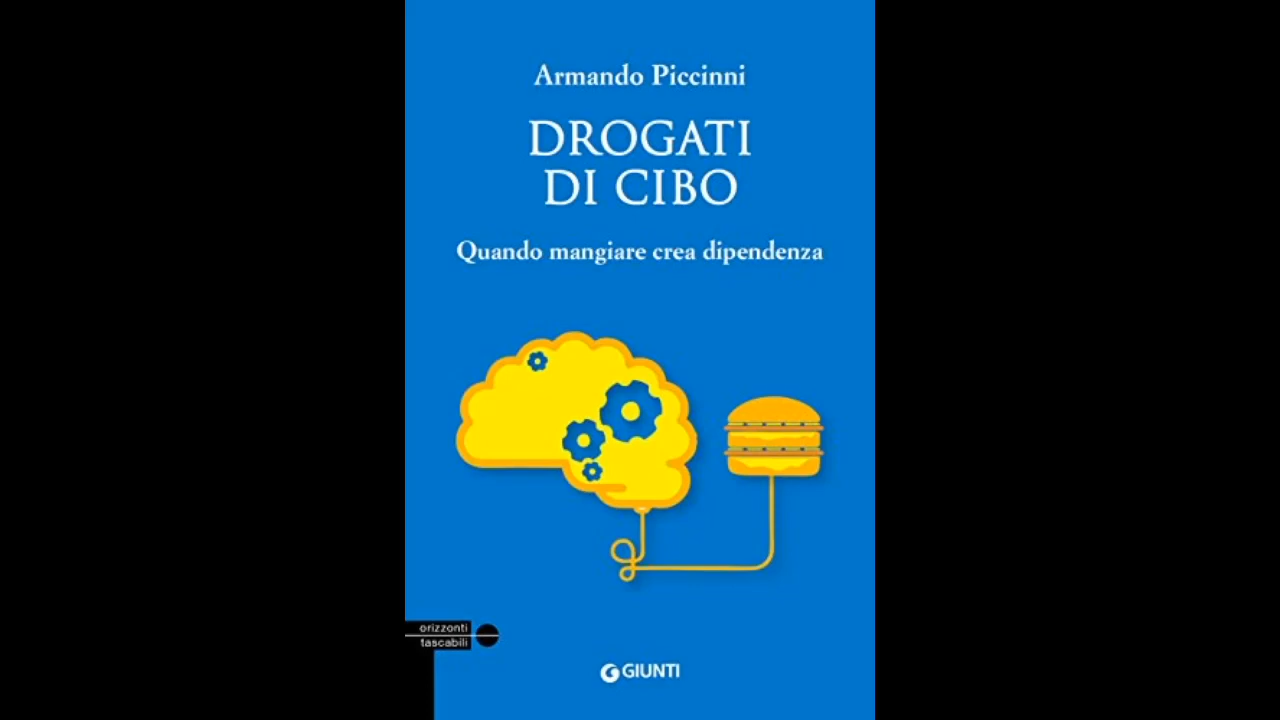 Armando Piccinni
DROGATI
DI CIBO
Quando mangiare crea dipendenza
orizzonti
tascabili
GIUNTI